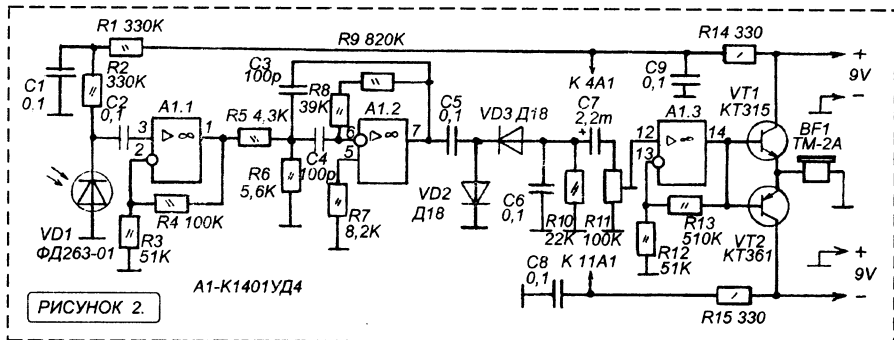 R1 330K
R9 820K
R14 330
C1
0.1
R2
330K
C2
0,1
C3
100p
R8
39K
A1.1
A1.2
R5 4,3K
C4
100p
R6
5,6K
R7
8,2K
R4 100K
R3
51K
VD1
ФД263-01
3
2
1
▷ ∞
6
5
7
▷ ∞
C5
0,1
VD3 Д18
VD2
Д18
C7
2,2m
+
C6
0,1
R10
22K
R11
100K
К 4А1
C9
0,1
A1.3
12
13
14
▷ ∞
R13
510K
R12
51K
VT1
KT315
VT2
KT361
BF1
TM-2A
+
9V
-
+
9V
-
C8
0,1
К 11А1
R15 330
A1-К1401УД4
РИСУНОК 2.